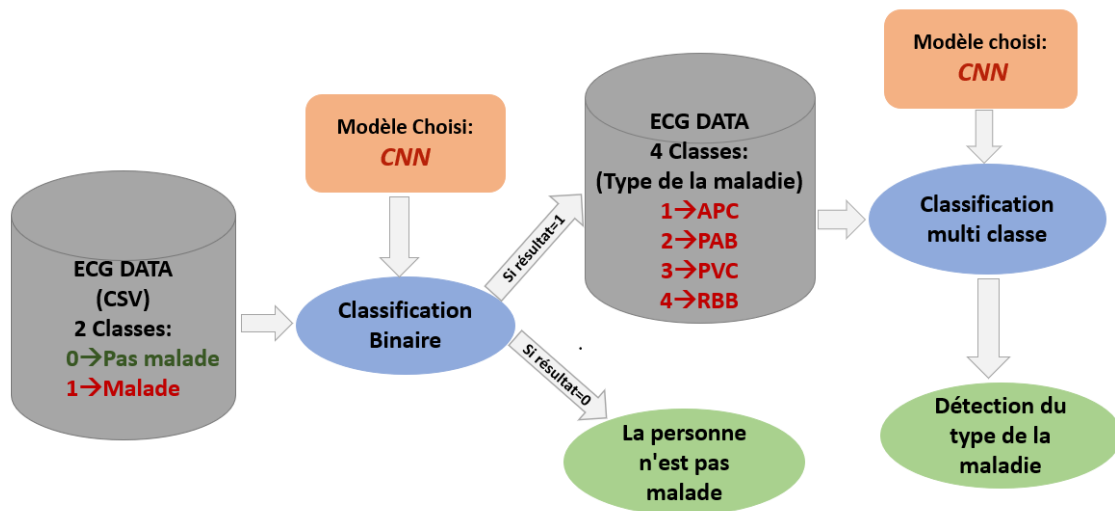 ECG DATA
(CSV)
2 Classes:
0→Pas malade
1→Malade
Modèle Choisi:
CNN
Classification
Binaire
Si résultat=1
Si résultat=0
La personne
n'est pas
malade
ECG DATA
4 Classes:
(Type de la maladie)
1→APC
2→PAB
3→PVC
4→RBB
Modèle choisi:
CNN
Classification
multi classe
Détection du
type de la
maladie